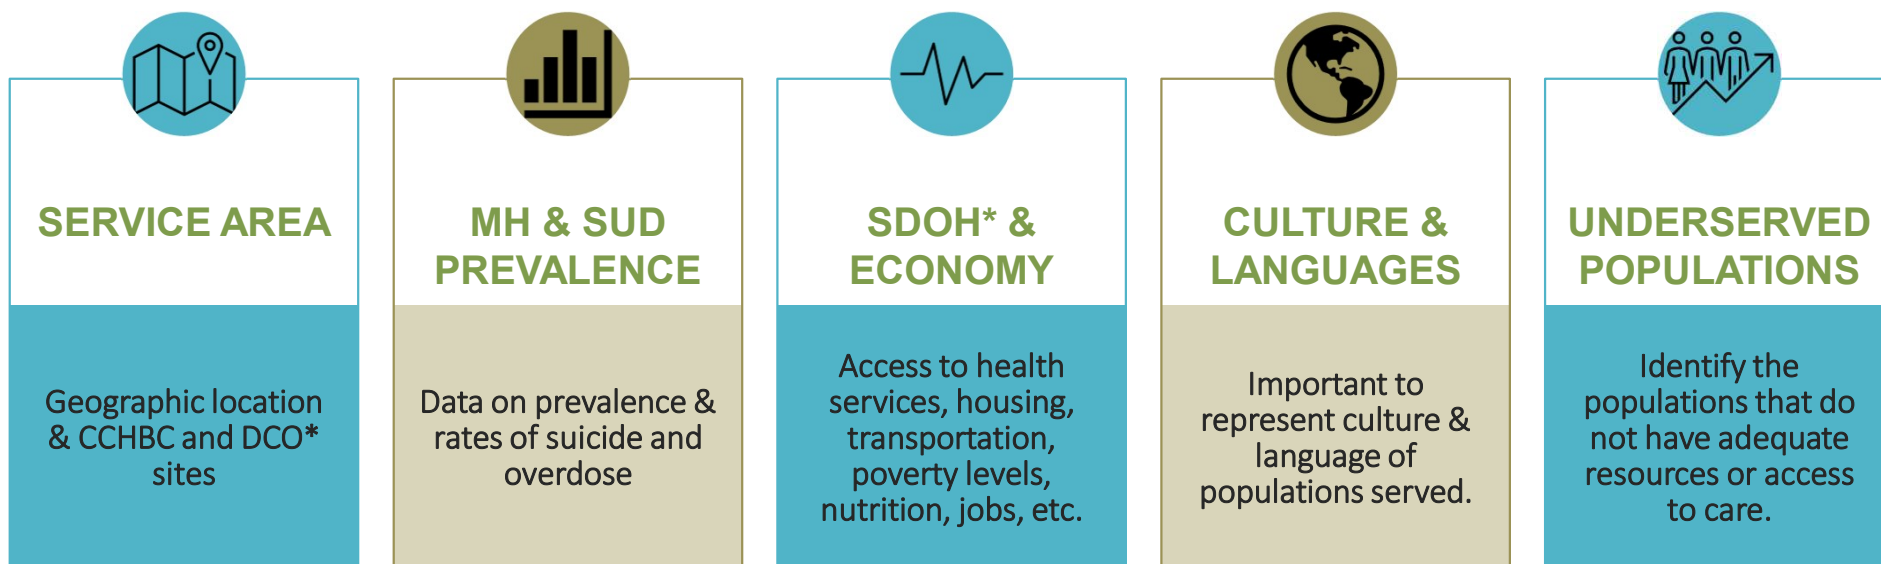 SERVICE AREA
Geographic location
& CCHBC and DCO*
sites
MH & SUD
PREVALENCE
Data on prevalence &
rates of suicide and
overdose
SDOH* &
ECONOMY
Access to health
services, housing,
transportation,
poverty levels,
nutrition, jobs, etc.
CULTURE &
LANGUAGES
Important to
represent culture &
language of
populations served.
UNDERSERVED
POPULATIONS
Identify the
populations that do
not have adequate
resources or access
to care.